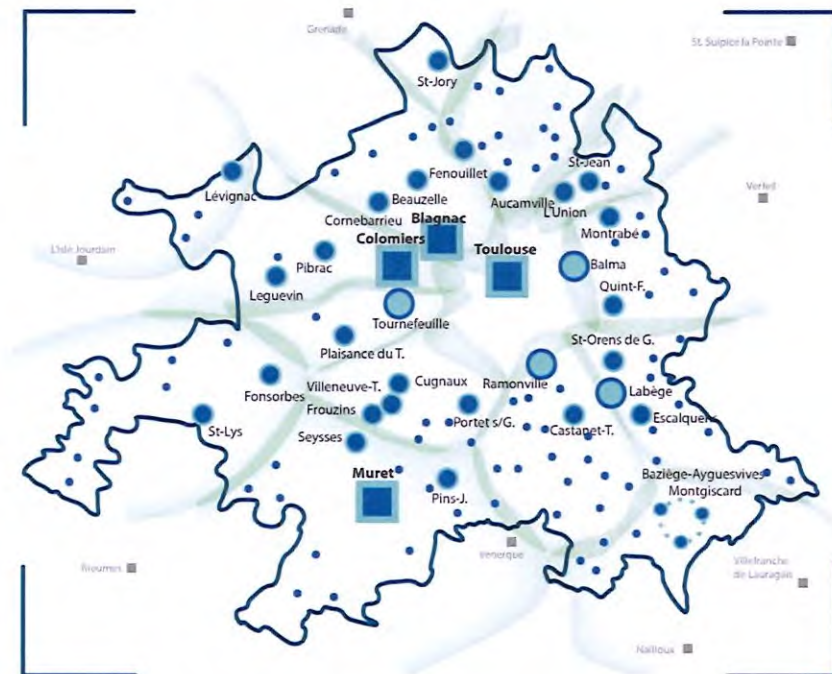 Grenade
St. Sulpice la Pointe
St-Jory
Fenouillet
St-Jean
Lévignac
Beauzelle
Aucamville
L'Union
Verfeil
Cornebarrieu
Blagnac
Montrabé
L'Isle Jourdain
Colomiers
Toulouse
Pibrac
Balma
Leguevin
Quint-F.
Tournefeuille
Plaisance du T.
St-Orens de G.
Fonsorbes
Villeneuve-T.
Cugnaux
Ramonville
Labège
Frouzins
St-Lys
Portet s/G.
Castanet-T.
Escalquens
Seysses
Muret
Pins-J.
Baziège-Ayguesvives
Montgiscard
Rieumes
Venerque
Villefranche
de Lauragais
Nailloux